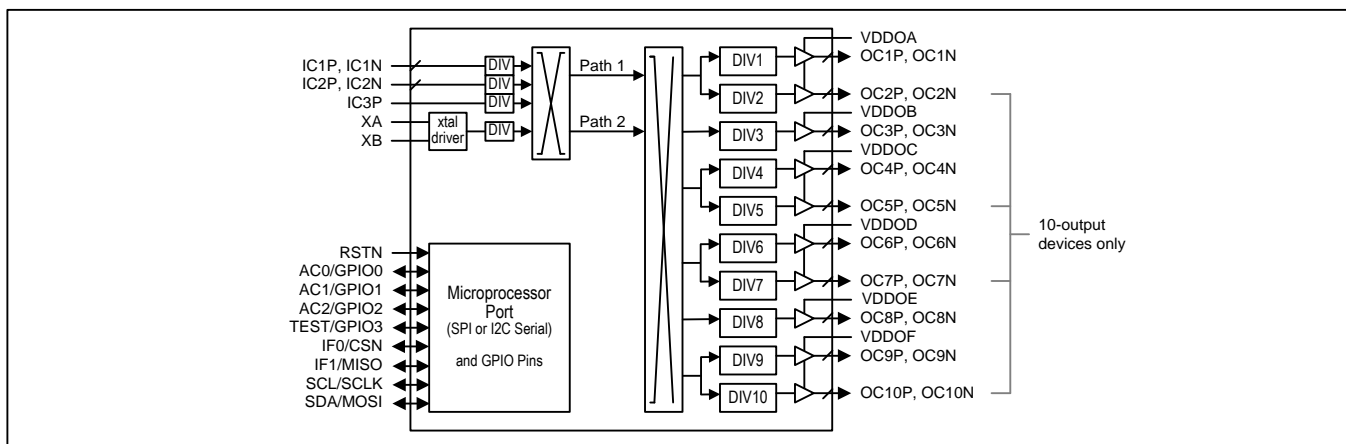 IC1P, IC1N
IC2P, IC2N
IC3P
XA
XB
xtal
driver
DIV
DIV
DIV
DIV
Path 1
Path 2
DIV1
DIV2
DIV3
DIV4
DIV5
DIV6
DIV7
DIV8
DIV9
DIV10
VDDOA
OC1P, OC1N
OC2P, OC2N
VDDOB
OC3P, OC3N
VDDOC
OC4P, OC4N
OC5P, OC5N
VDDOD
OC6P, OC6N
OC7P, OC7N
VDDOE
OC8P, OC8N
VDDOF
OC9P, OC9N
OC10P, OC10N
10-output
devices only
RSTN
AC0/GPIO0
AC1/GPIO1
AC2/GPIO2
TEST/GPIO3
IF0/CSN
IF1/MISO
SCL/SCLK
SDA/MOSI
Microprocessor
Port
(SPI or I2C Serial)
and GPIO Pins